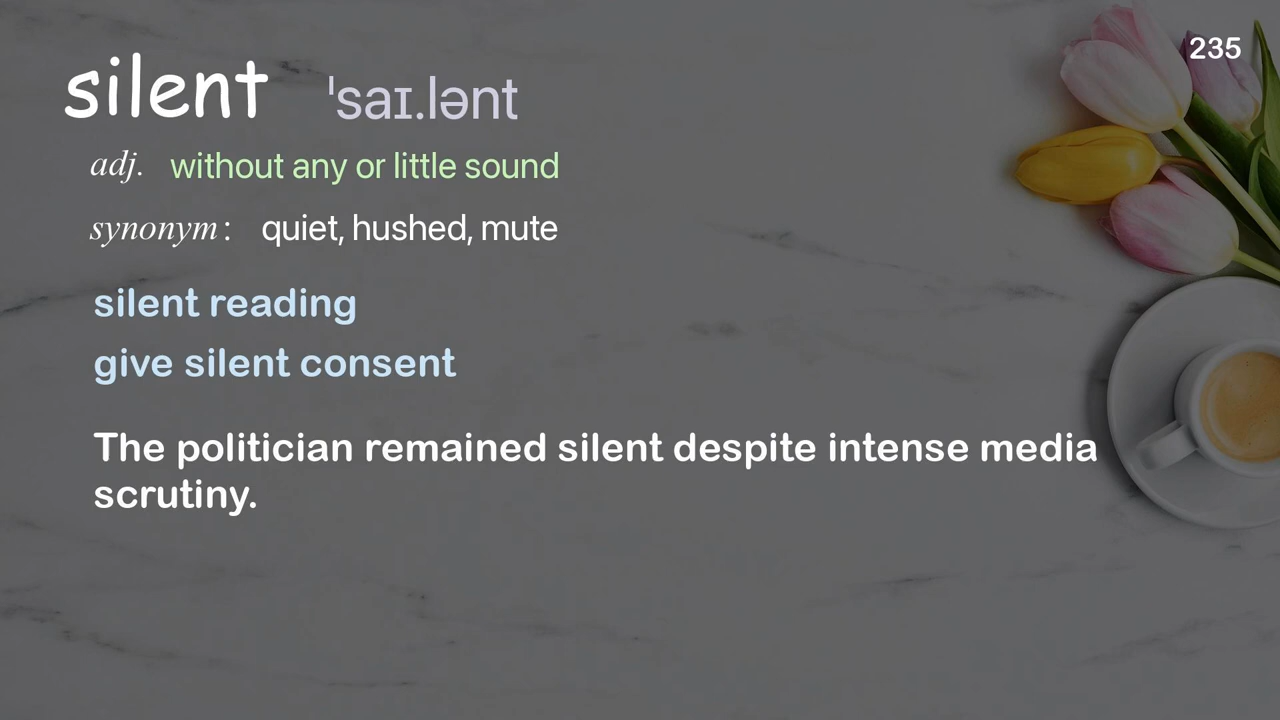 235
silent ˈsaɪ.lənt
adj. without any or little sound
synonym: quiet, hushed, mute
silent reading
give silent consent
The politician remained silent despite intense media
scrutiny.